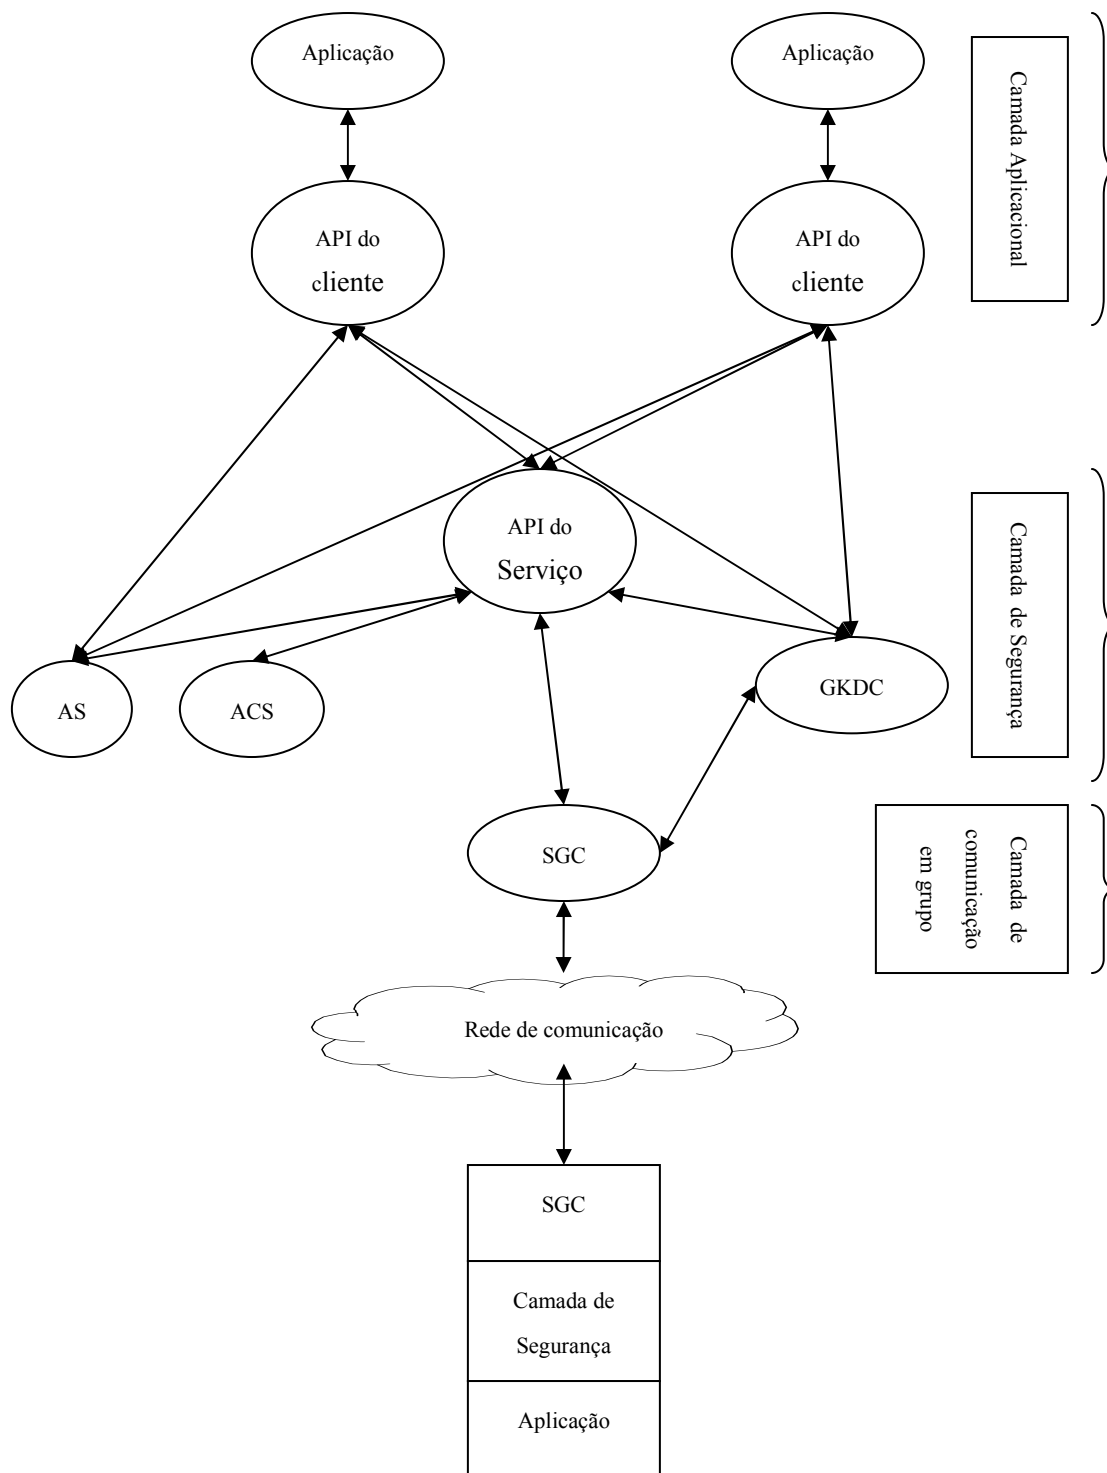 Aplicação
Aplicação
Camada Aplicacional
API do
cliente
API do
cliente
API do
Serviço
Camada de Segurança
AS
ACS
GKDC
SGC
Camada de
comunicação
em grupo
Rede de comunicação
SGC
Camada de
Segurança
Aplicação